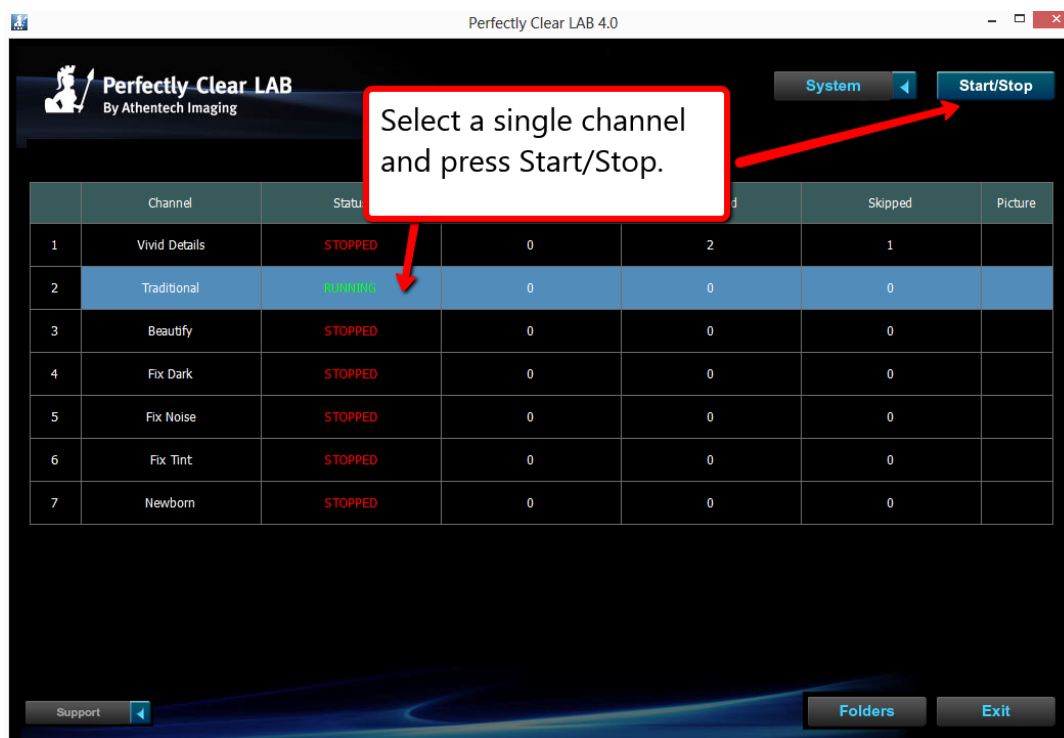 Perfectly Clear LAB 4.0
Perfectly Clear LAB
By Athentech Imaging
System
Start/Stop
Select a single channel
and press Start/Stop.
Channel Skipped Picture
1 Vivid Details STOPPED 0 2 1
2 Traditional RUNNING 0 0 0
3 Beautify STOPPED 0 0 0
4 Fix Dark STOPPED 0 0 0
5 Fix Noise STOPPED 0 0 0
6 Fix Tint STOPPED 0 0 0
7 Newborn STOPPED 0 0 0
Support
Folders Exit